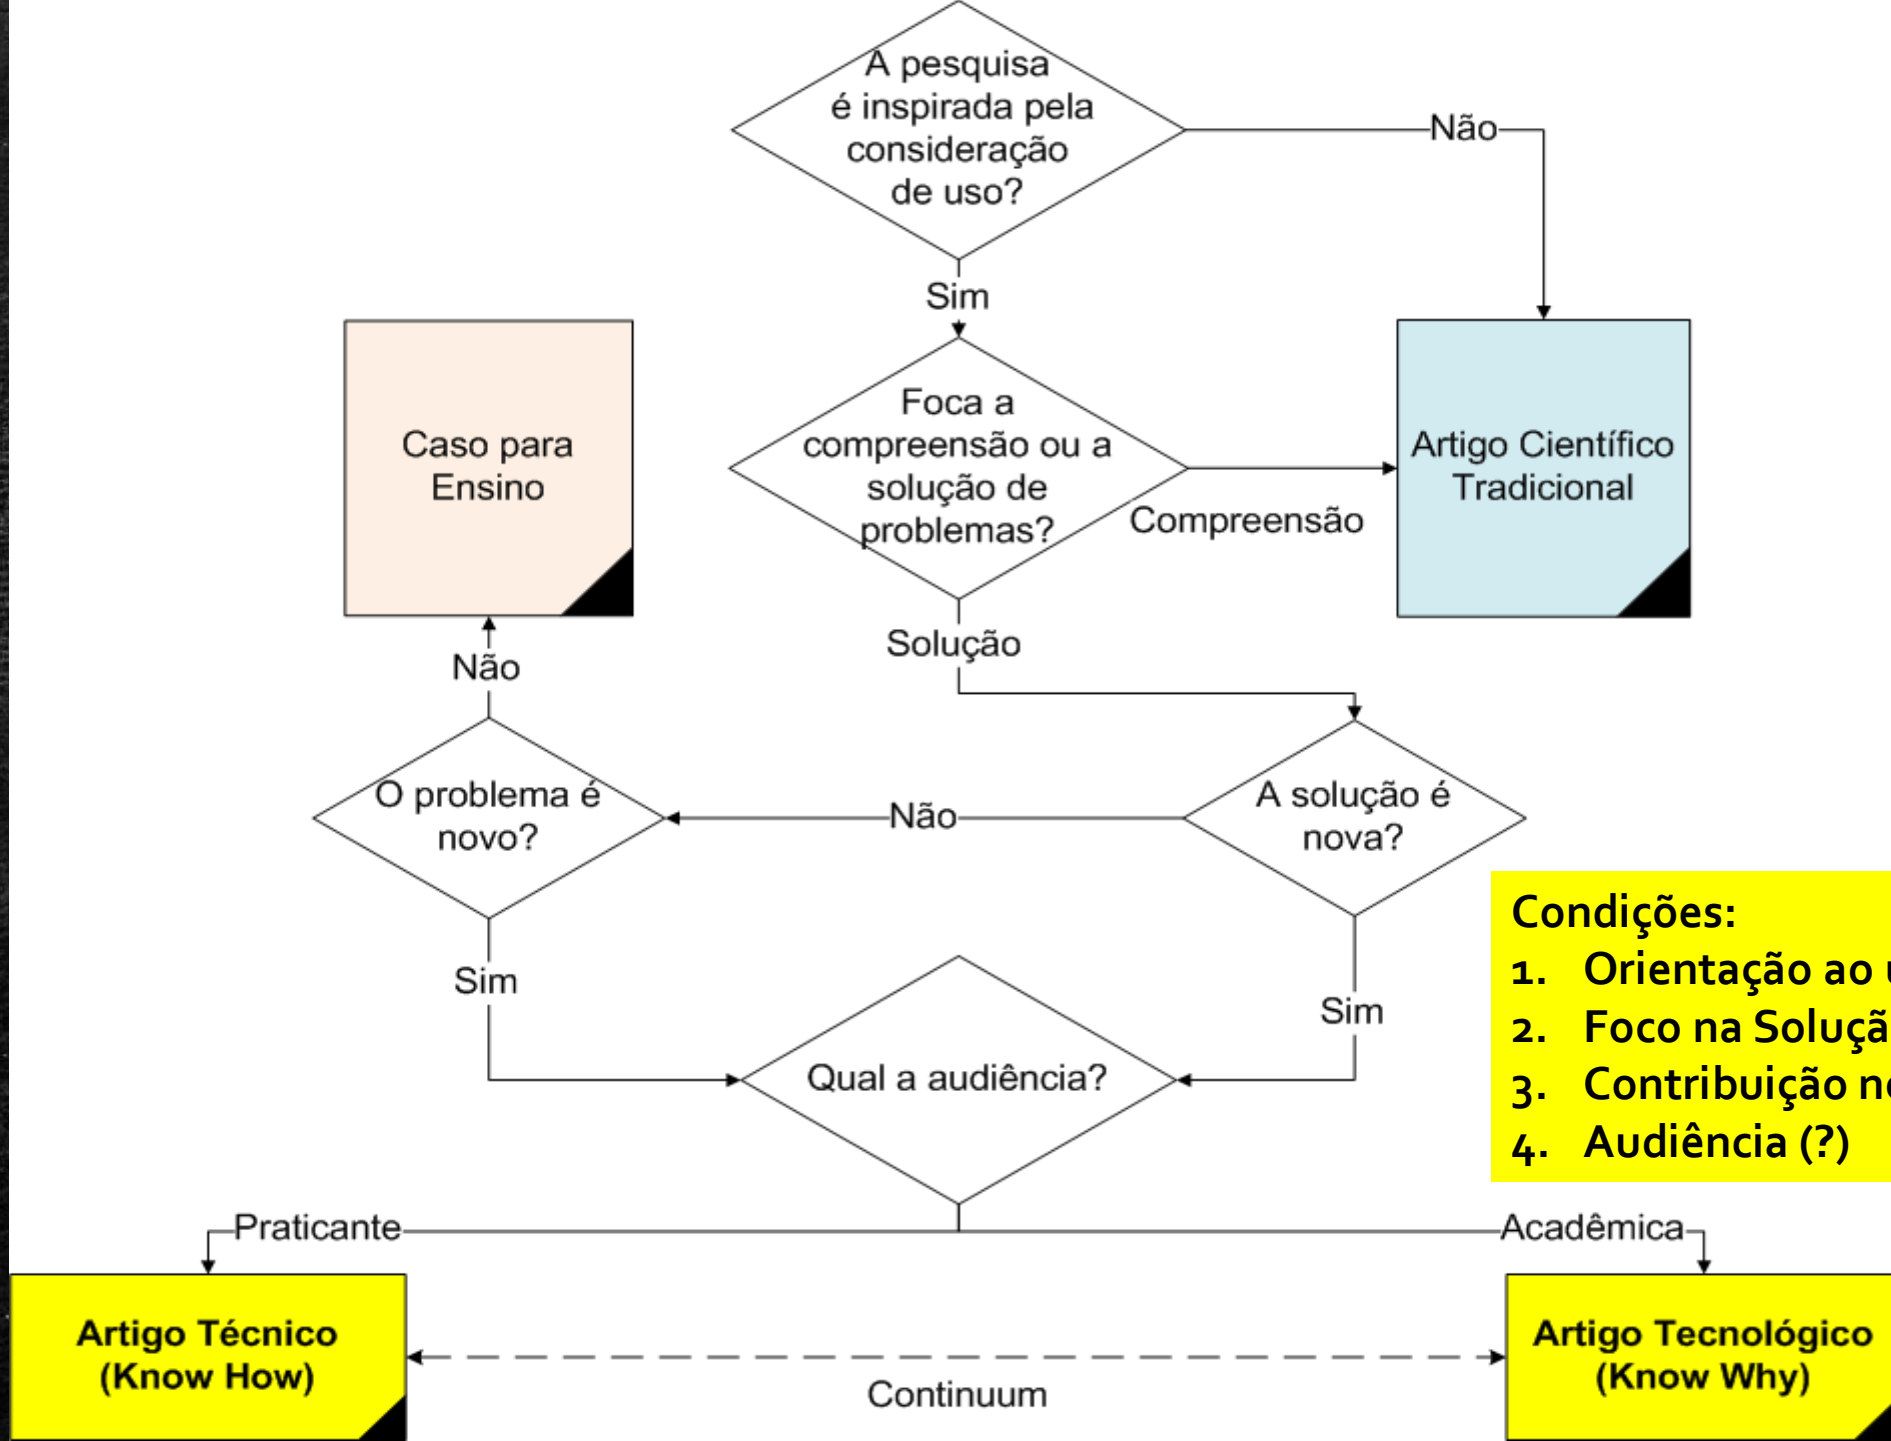 A pesquisa
é inspirada pela
consideração
de uso?
Não
Sim
Caso para
Ensino
Foca a
compreensão ou a
solução de
problemas?
Compreensão
Artigo Científico
Tradicional
Solução
Não
O problema é
novo?
Não
A solução é
nova?
Sim
Sim
Condições:
1. Orientação ao
2. Foco na
3. Contribuição
4. Audiência (?)
Qual a audiência?
Praticante
Acadêmica
Artigo Técnico
(Know How)
Continuum
Artigo Tecnológico
(Know Why)